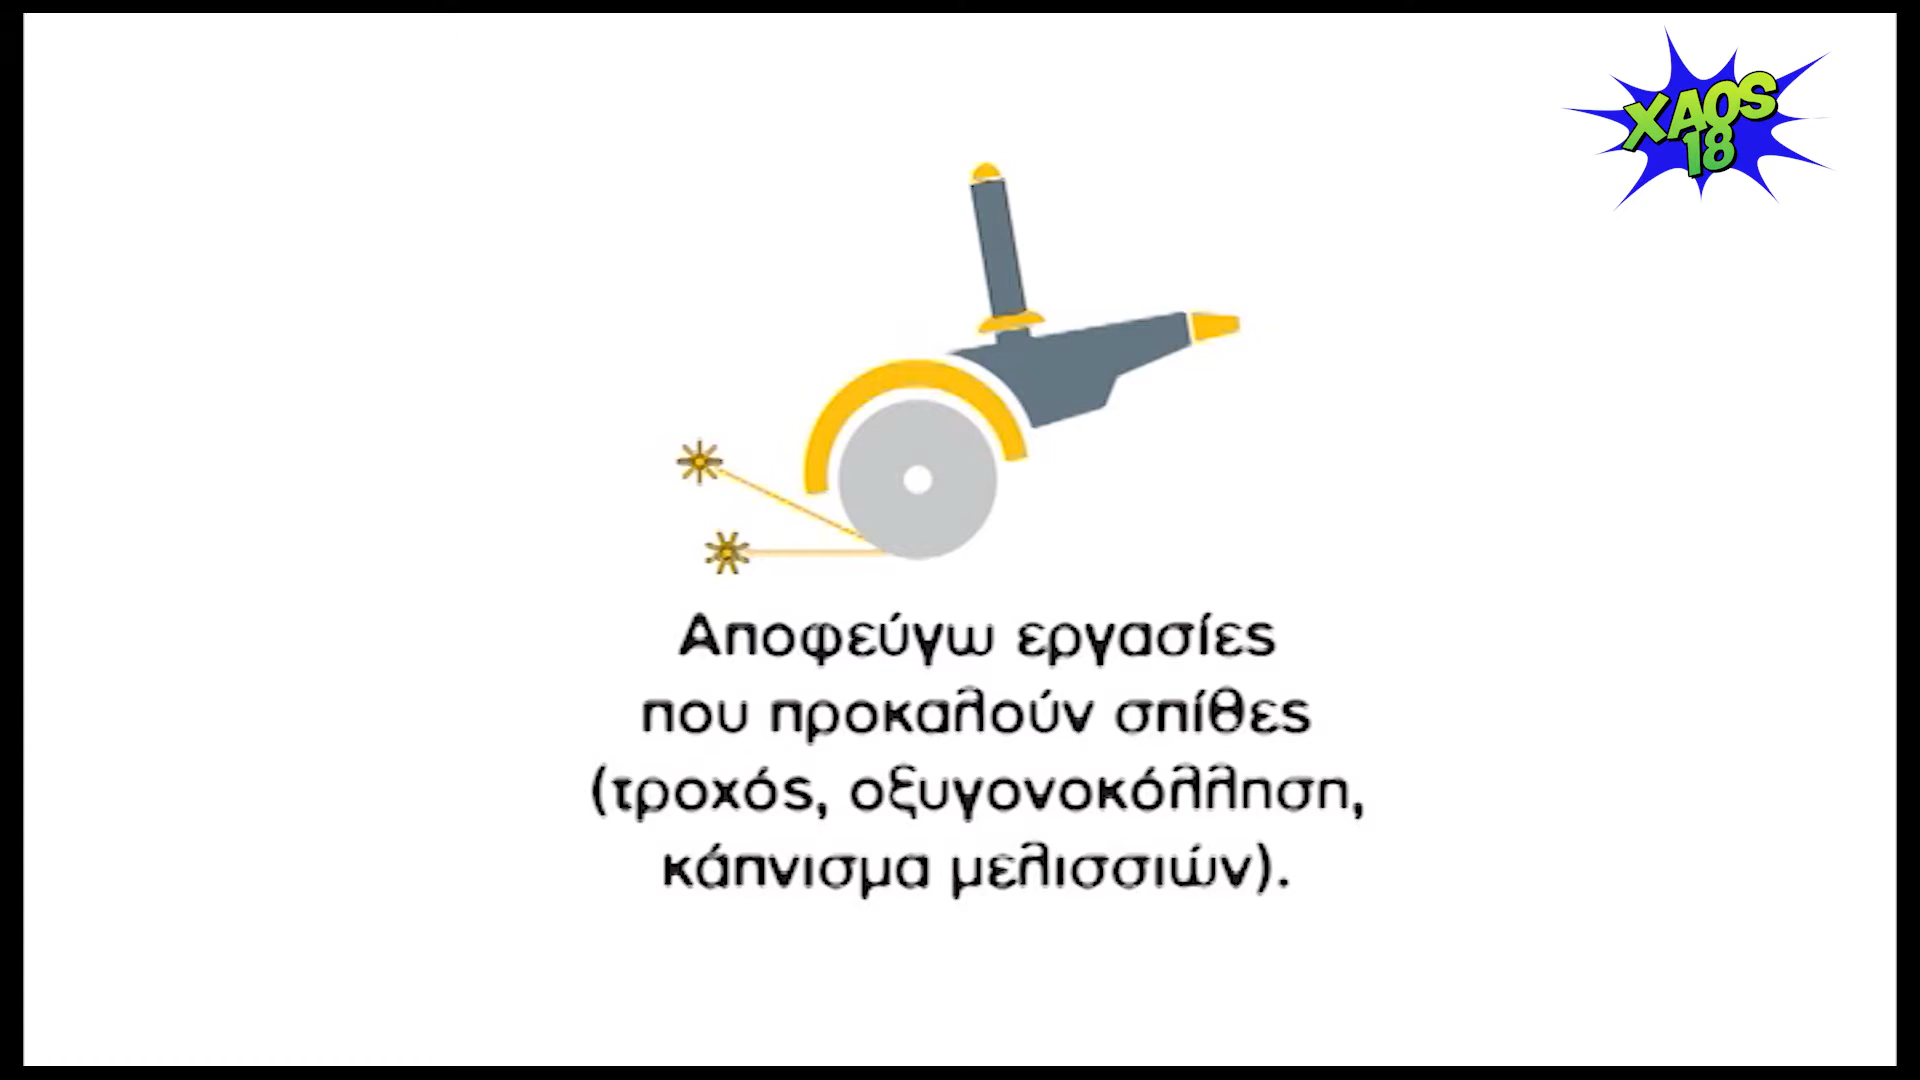 XAOS
18
Αποφεύγω εργασίες
που προκαλούν σπίθες
(τροχός, οξυγονοκόλληση,
κάπνισμα μελισσιών).